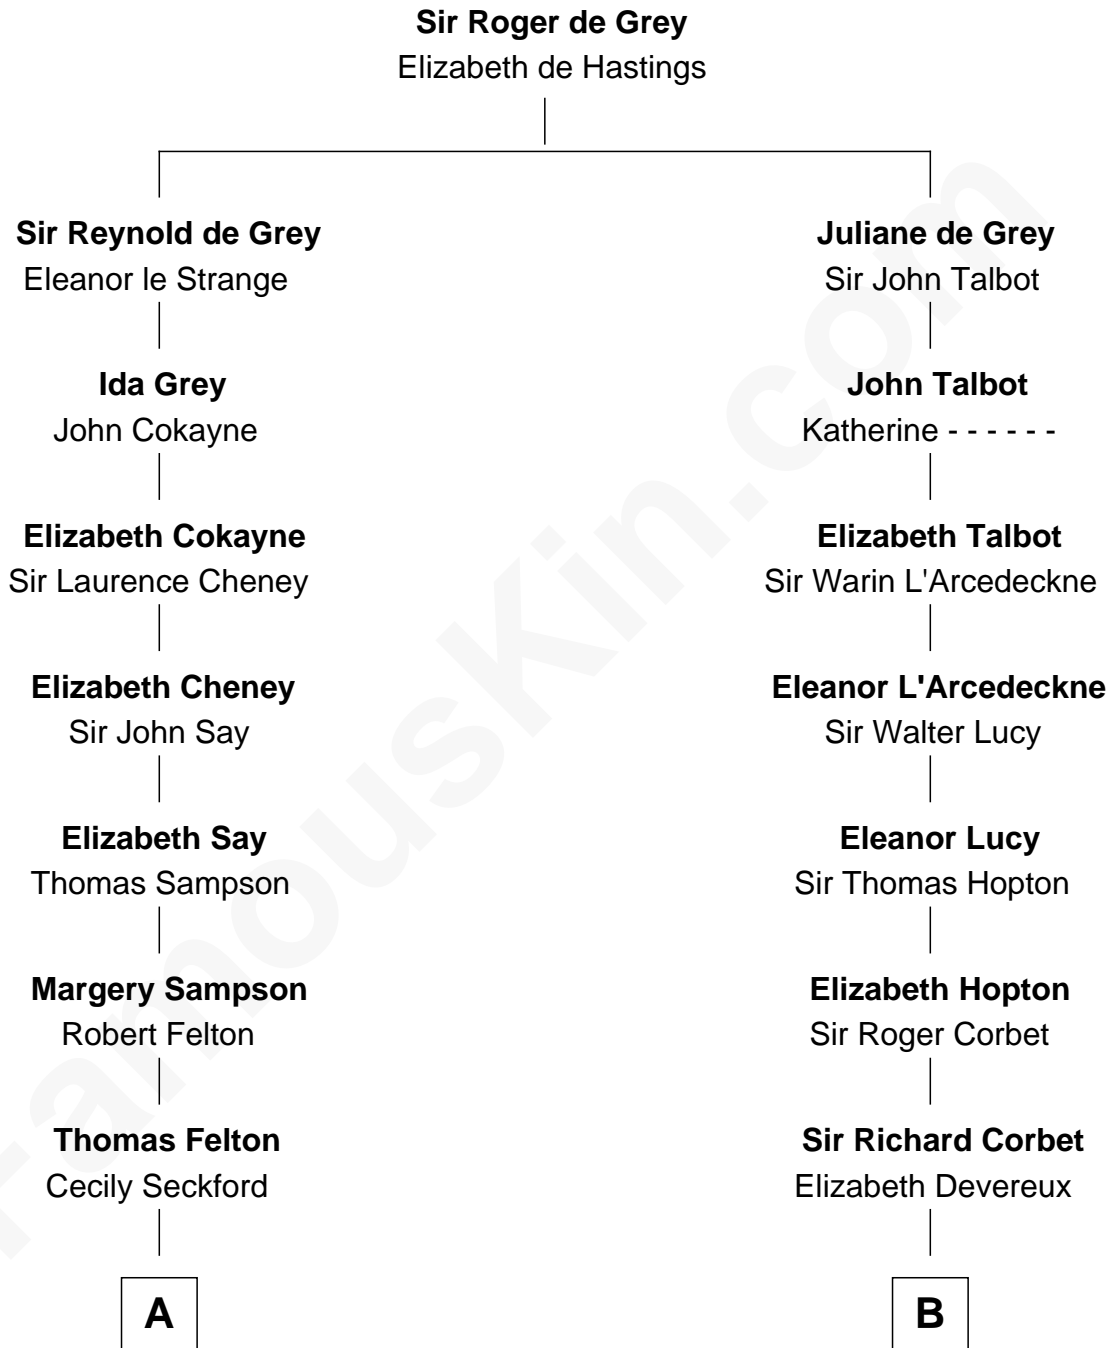 Sir Roger de Grey
Elizabeth de Hastings
Sir Reynold de Grey
Eleanor le Strange
Juliane de Grey
Sir John Talbot
Ida Grey
John Cokayne
John Talbot
Katherine - - - - - -
Elizabeth Cokayne
Sir Laurence Cheney
Elizabeth Talbot
Sir Warin L'Arcedeckne
Elizabeth Cheney
Sir John Say
Eleanor L'Arcedeckne
Sir Walter Lucy
Elizabeth Say
Thomas Sampson
Eleanor Lucy
Sir Thomas Hopton
Margery Sampson
Robert Felton
Elizabeth Hopton
Sir Roger Corbet
Thomas Felton
Cecily Seckford
Sir Richard Corbet
Elizabeth Devereux
A
B
FamousKin.com